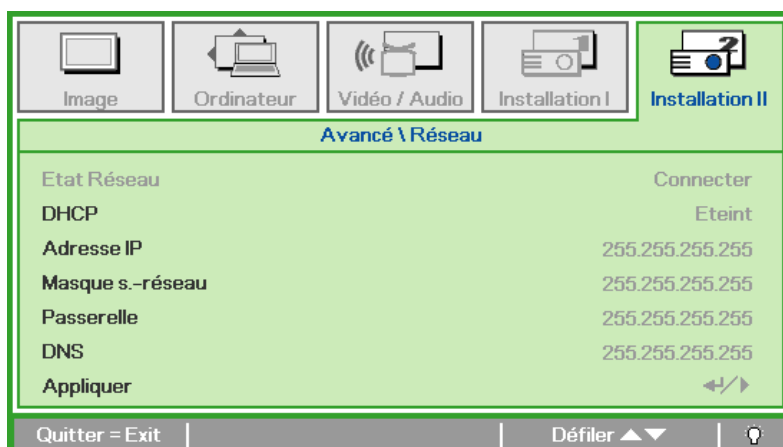 Image Ordinateur Vidéo / Audio Installation I Installation II
Avancé \ Réseau
Etat Réseau Connecter
DHCP Eteint
Adresse IP 255.255.255.255
Masque s.-réseau 255.255.255.255
Passerelle 255.255.255.255
DNS 255.255.255.255
Appliquer
Quitter = Exit Défiler